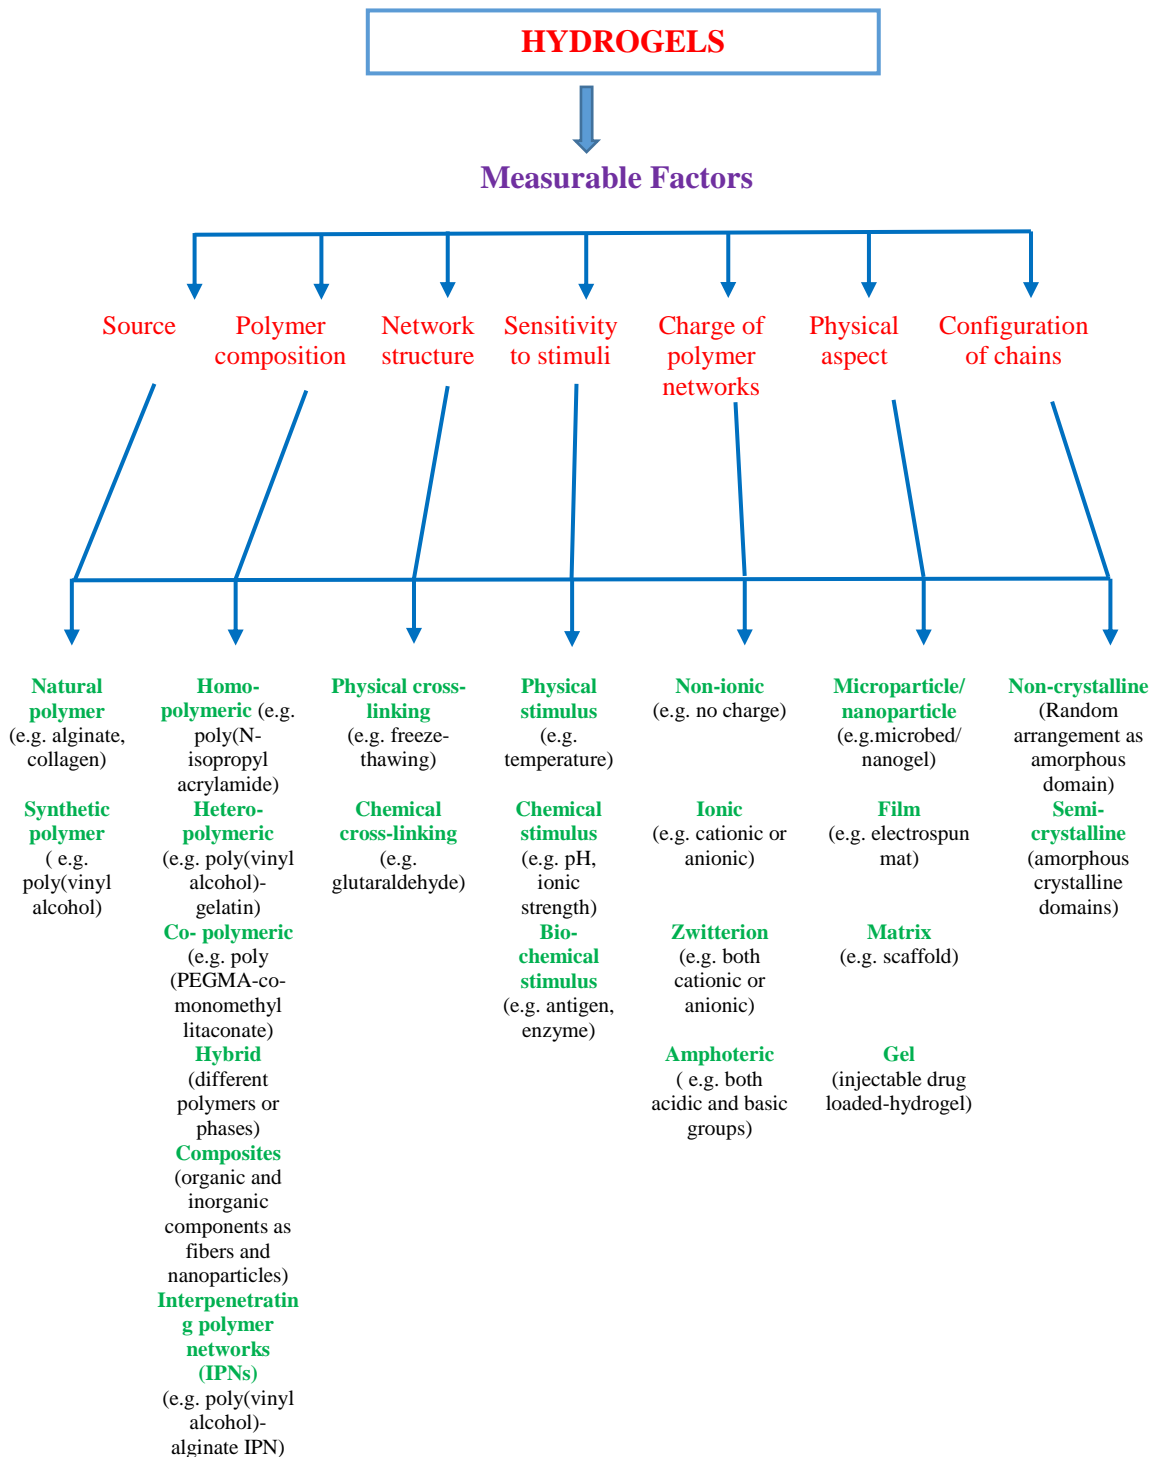 HYDROGELS
Measurable Factors
Source
Polymer
composition
Network
structure
Sensitivity
to stimuli
Charge of
polymer
networks
Physical
aspect
Configuration
of chains
Natural
polymer
(e.g. alginate,
collagen)
Synthetic
polymer
( e.g.
poly(vinyl
alcohol)
Homo-
polymeric (e.g.
poly(N-
isopropyl
acrylamide)
Hetero-
polymeric
(e.g. poly(vinyl
alcohol)-
gelatin)
Co- polymeric
(e.g. poly
(PEGMA-co-
monomethyl
litaconate)
Hybrid
(different
polymers or
phases)
Composites
(organic and
inorganic
components as
fibers and
nanoparticles)
Interpenetratin
g polymer
networks
(IPNs)
(e.g. poly(vinyl
alcohol)-
alginate IPN)
Physical cross-
linking
(e.g. freeze-
thawing)
Chemical
cross-linking
(e.g.
glutaraldehyde)
Physical
stimulus
(e.g.
temperature)
Chemical
stimulus
(e.g. pH,
ionic
strength)
Bio-
chemical
stimulus
(e.g. antigen,
enzyme)
Non-ionic
(e.g. no charge)
Ionic
(e.g. cationic or
anionic)
Zwitterion
(e.g. both
cationic or
anionic)
Amphoteric
( e.g. both
acidic and basic
groups)
Microparticle/
nanoparticle
(e.g.microbed/
nanogel)
Film
(e.g. electrospun
mat)
Matrix
(e.g. scaffold)
Gel
(injectable drug
loaded-hydrogel)
Non-crystalline
(Random
arrangement as
amorphous
domain)
Semi-
crystalline
(amorphous
crystalline
domains)